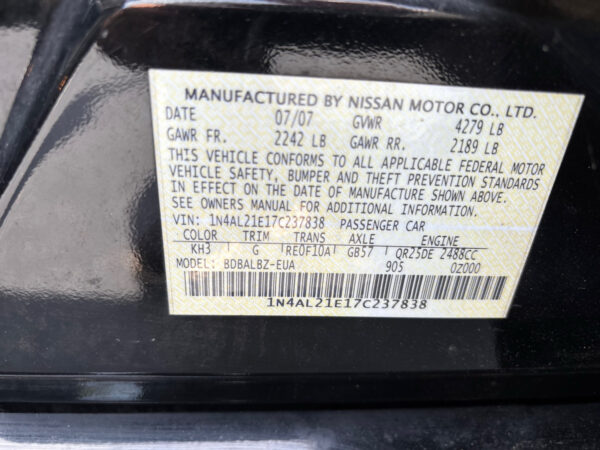 MANUFACTURED BY NISSAN MOTOR CO., LTD.
DATE 07/07 GVWR 4279 LB
GAWR FR. 2242 LB GAWR RR. 2189 LB
THIS VEHICLE CONFORMS TO ALL APPLICABLE FEDERAL MOTOR
VEHICLE SAFETY, BUMPER AND THEFT PREVENTION STANDARDS
IN EFFECT ON THE DATE OF MANUFACTURE SHOWN ABOVE.
SEE OWNERS MANUAL FOR ADDITIONAL INFORMATION.
VIN: 1N4AL21E17C237838 PASSENGER CAR
COLOR TRIM TRANS AXLE ENGINE
KH3 G RE0F10A GB57 QR25DE 2488CC
MODEL: BDBALBZ-EUA 905 0Z000
1N4AL21E17C237838